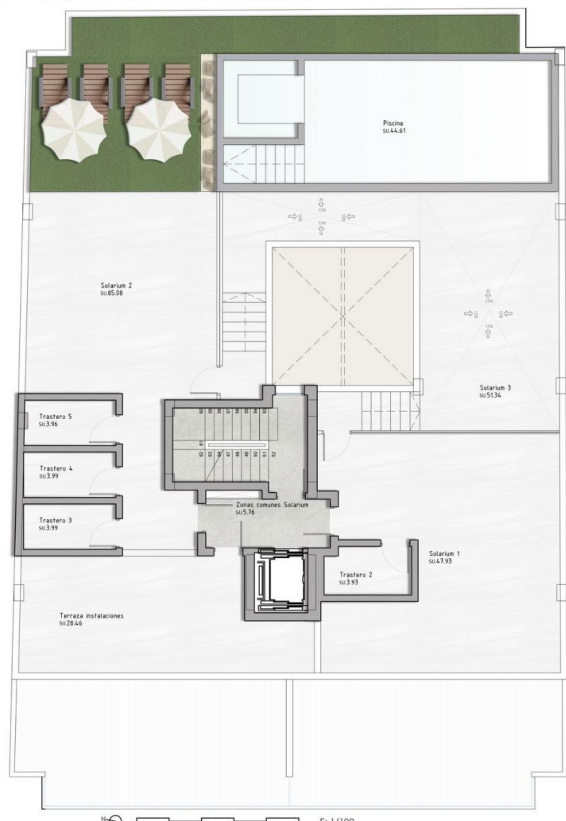 Piscina
su:44.61
Solarium 2
su:85.08
Solarium 3
su:51.34
Trastero 5
su:3.96
Trastero 4
su:3.99
Trastero 3
su:3.99
Zonas comunes Solarium
su:5.76
Solarium 1
su:47.93
Trastero 2
su:3.93
Terraza instalaciones
su:28.46
N
E: 1/100